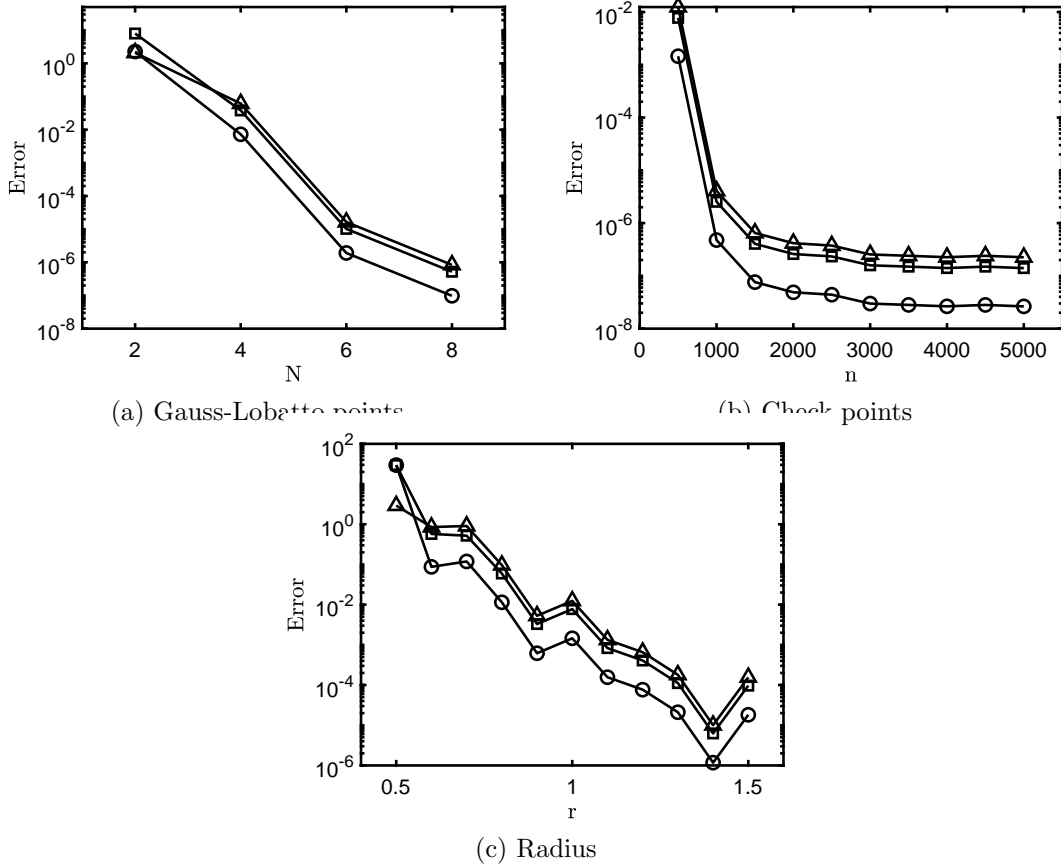 10^0
10^-2
10^-4
10^-6
10^-8
Error
2 4 6 8
N
(a) Gauss-Lobatto points
10^-2
10^-4
10^-6
10^-8
Error
0 1000 2000 3000 4000 5000
n
(b) Check points
10^2
10^0
10^-2
10^-4
10^-6
Error
0.5 1 1.5
r
(c) Radius